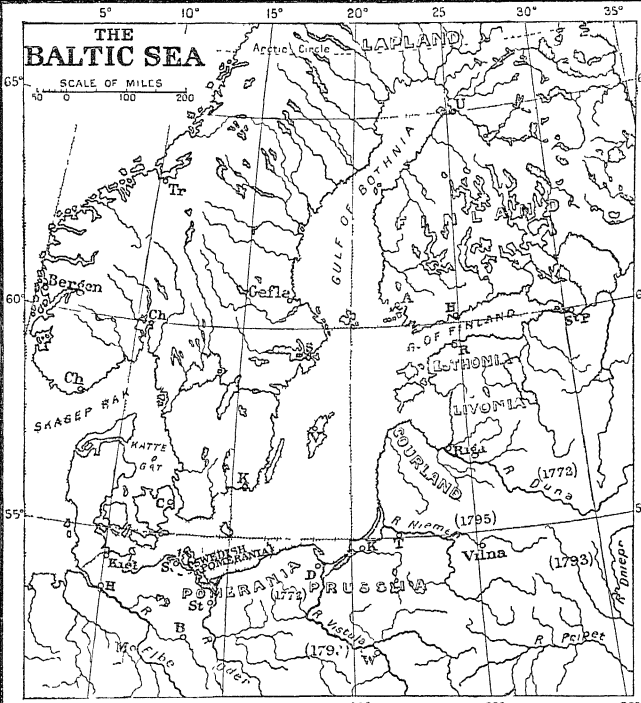 5° 10° 15° 20° 25° 30° 35°
THE
BALTIC SEA
SCALE OF MILES
50 0 100 200
Arctic Circle
LAPLAND
65°
U
GULF OF BOTHNIA
Tr
FINLAND
Bergen
Gefle
A
60°
Ch
H
St P
G. OF FINLAND
S
R
ESTHONIA
Ch
LIVONIA
SKAGER RAK
KATTE
GAT
COURLAND
Riga
R Duna
(1772)
K
Co
55°
R Niemen
(1795)
Kiel
S
R
SWEDISH
POMERANIA
K
T
Vilna
(1793)
R Dniepr
H
POMERANIA
D
PRUSSIA
(1772)
St
R
B
R Vistula
M
Elbe
R Oder
W
R Pripet